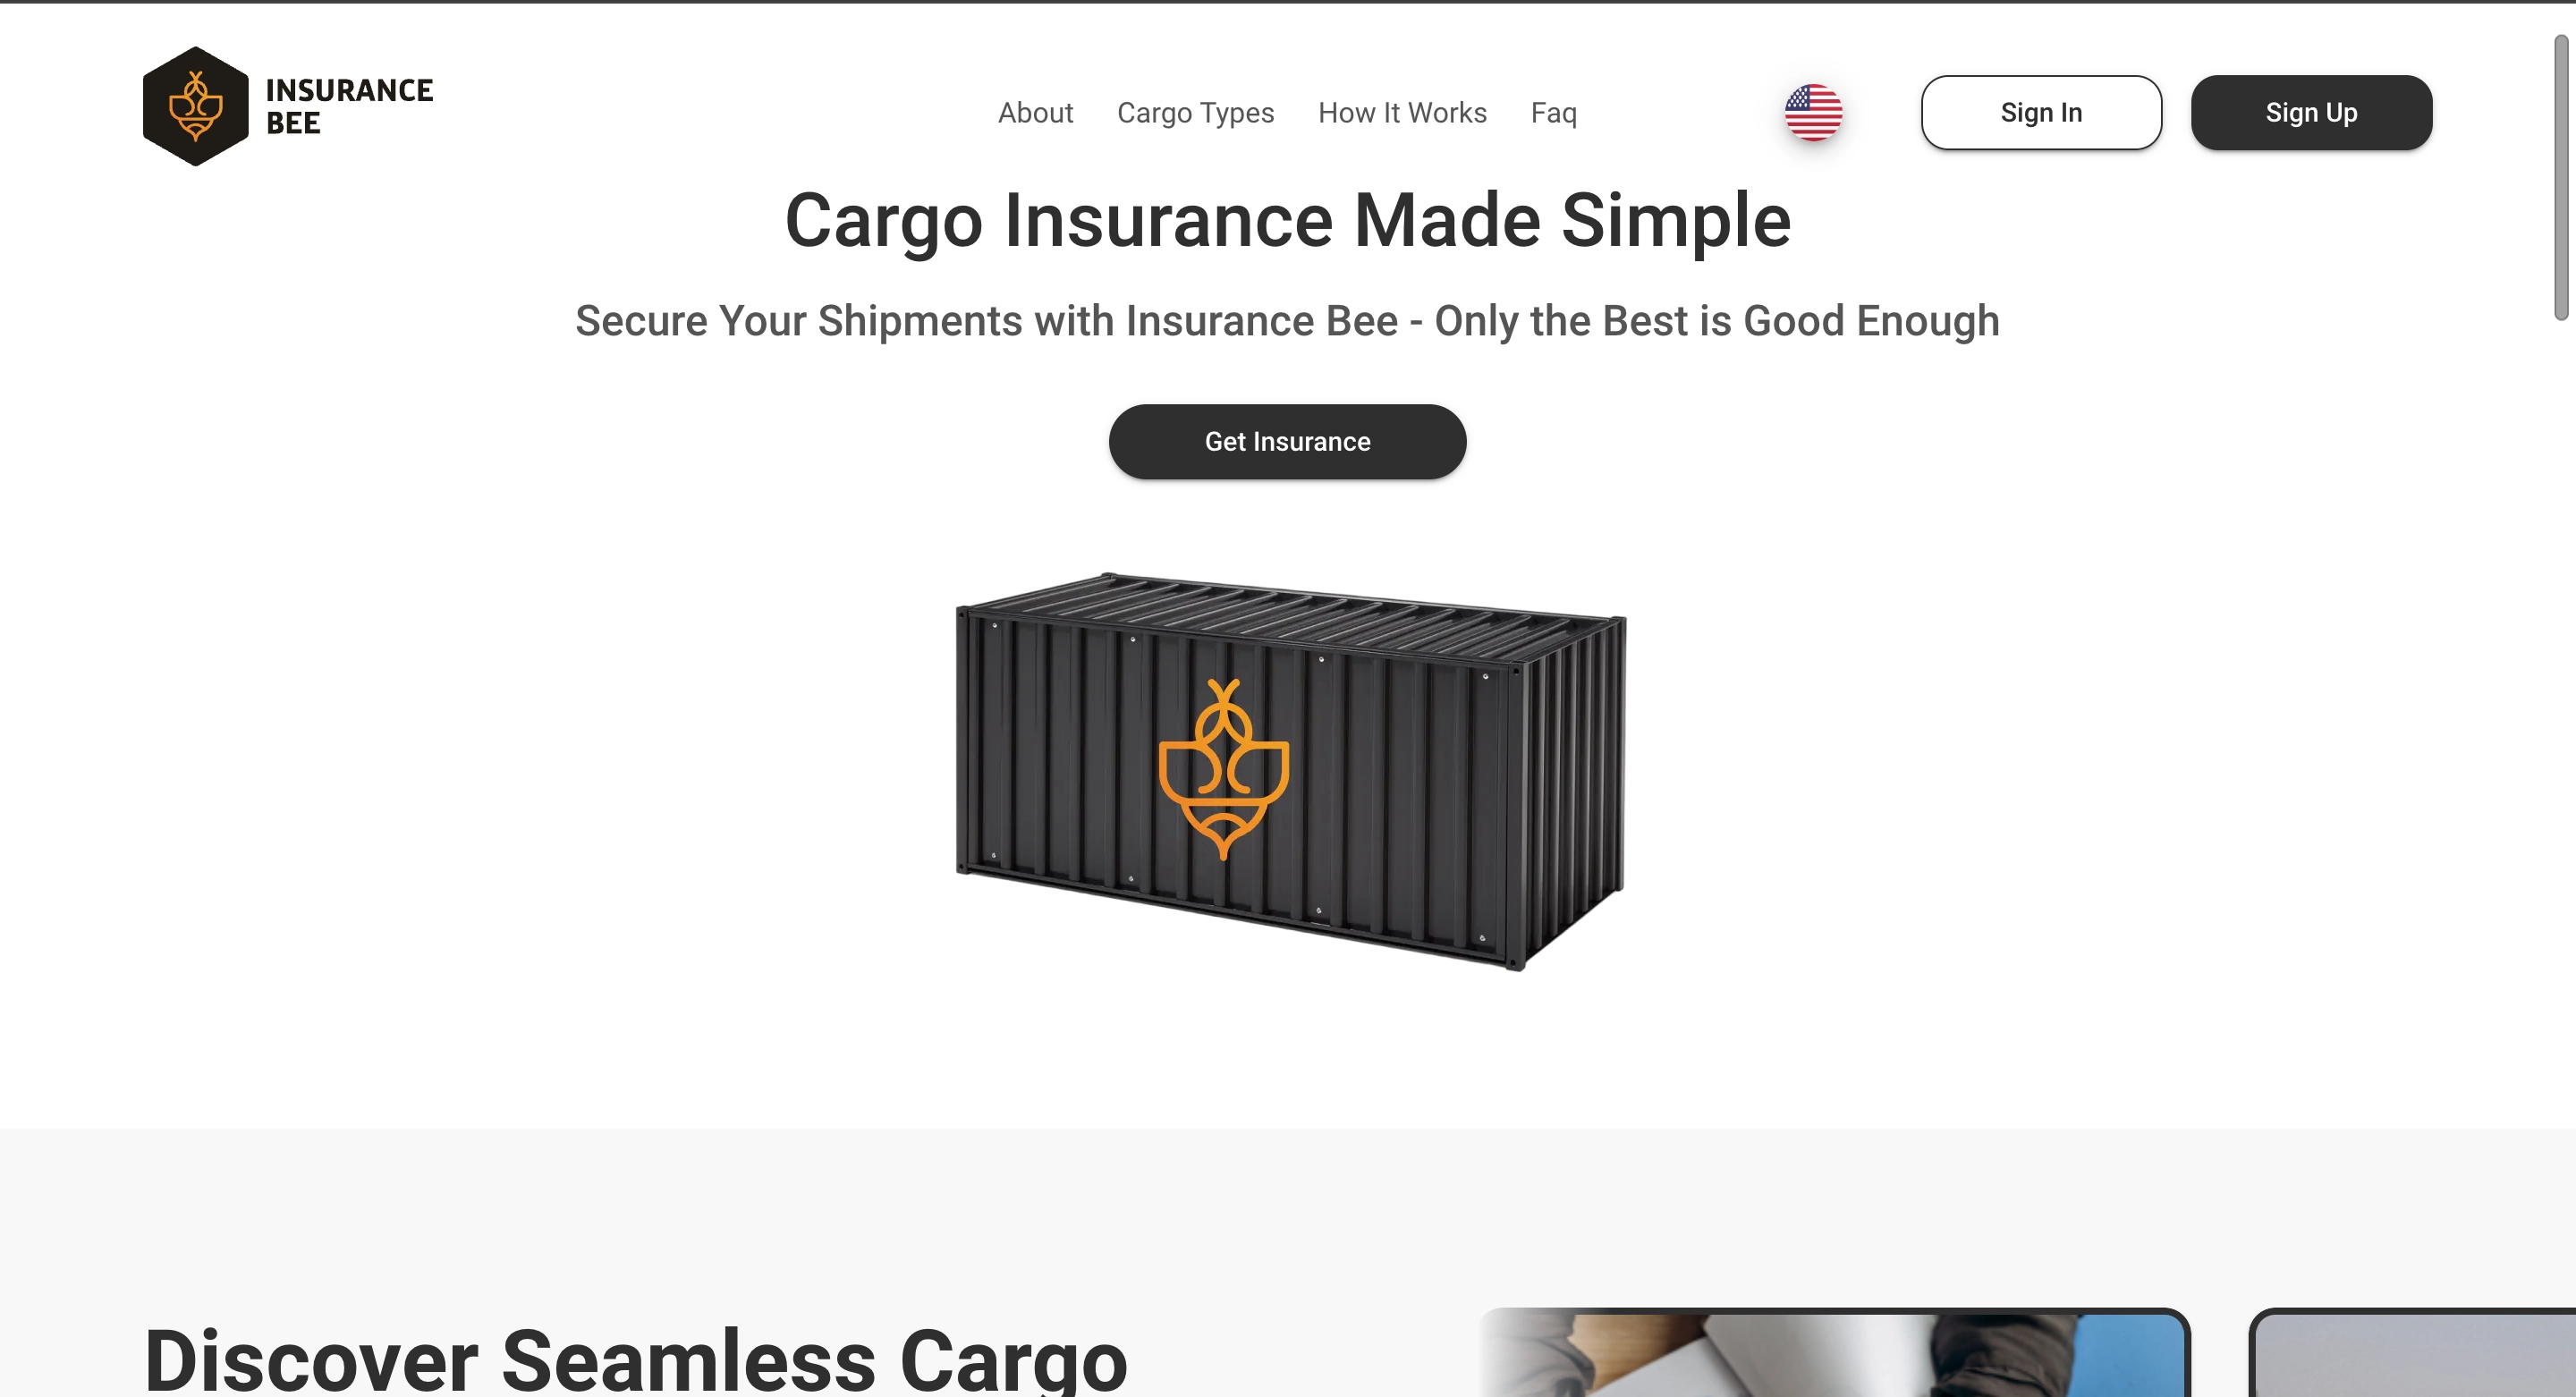 INSURANCE
BEE
About
Cargo Types
How It Works
Faq
Sign In
Sign Up
Cargo Insurance Made Simple
Secure Your Shipments with Insurance Bee - Only the Best is Good Enough
Get Insurance
Discover Seamless Cargo